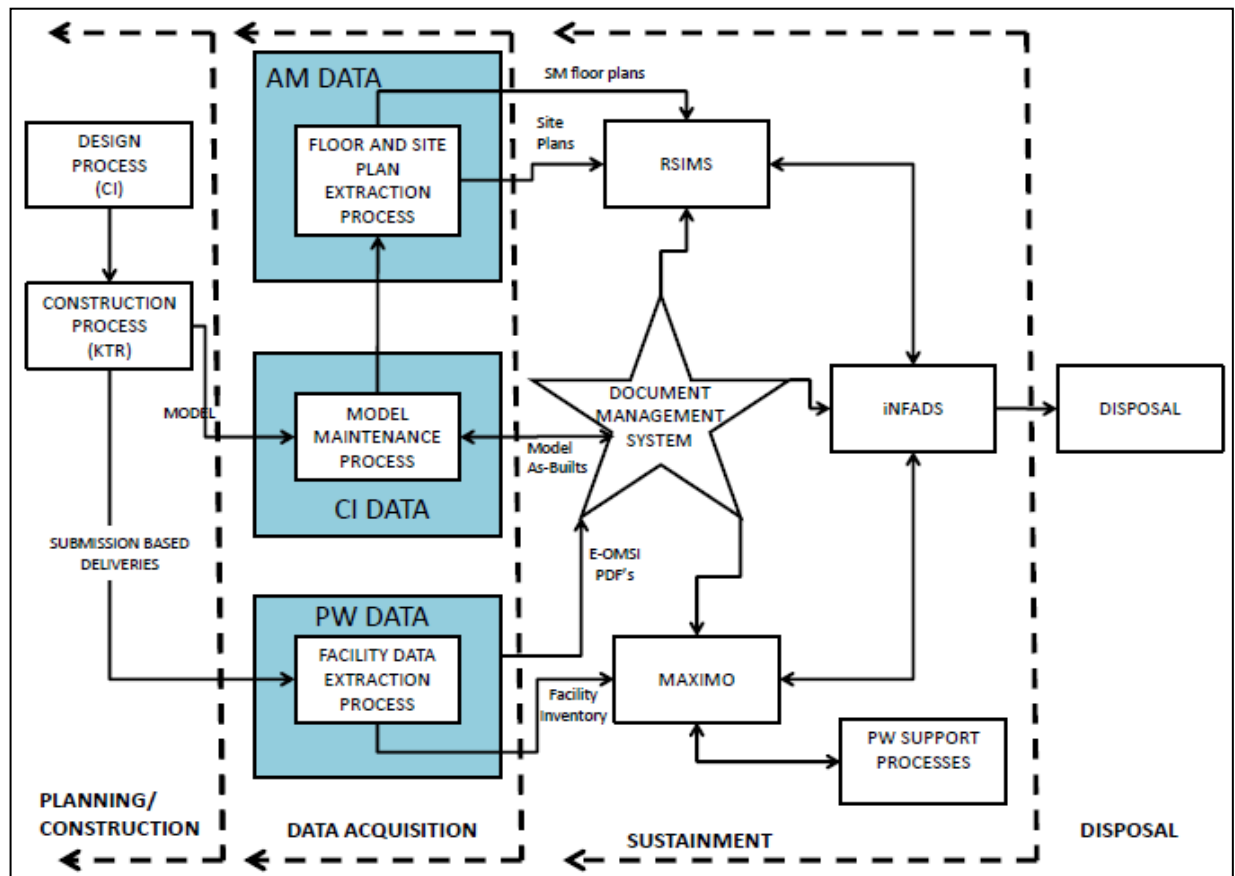 DESIGN
PROCESS
(CI)
CONSTRUCTION
PROCESS
(KTR)
MODEL
SUBMISSION BASED
DELIVERIES
PLANNING/
CONSTRUCTION
AM DATA
FLOOR AND SITE
PLAN
EXTRACTION
PROCESS
MODEL
MAINTENANCE
PROCESS
CI DATA
PW DATA
FACILITY DATA
EXTRACTION
PROCESS
DATA ACQUISITION
SM floor plans
Site
Plans
RSIMS
DOCUMENT
MANAGEMENT
SYSTEM
Model
As-Builts
E-OMSI
PDF's
Facility
Inventory
MAXIMO
iNFADS
PW SUPPORT
PROCESSES
SUSTAINMENT
DISPOSAL
DISPOSAL